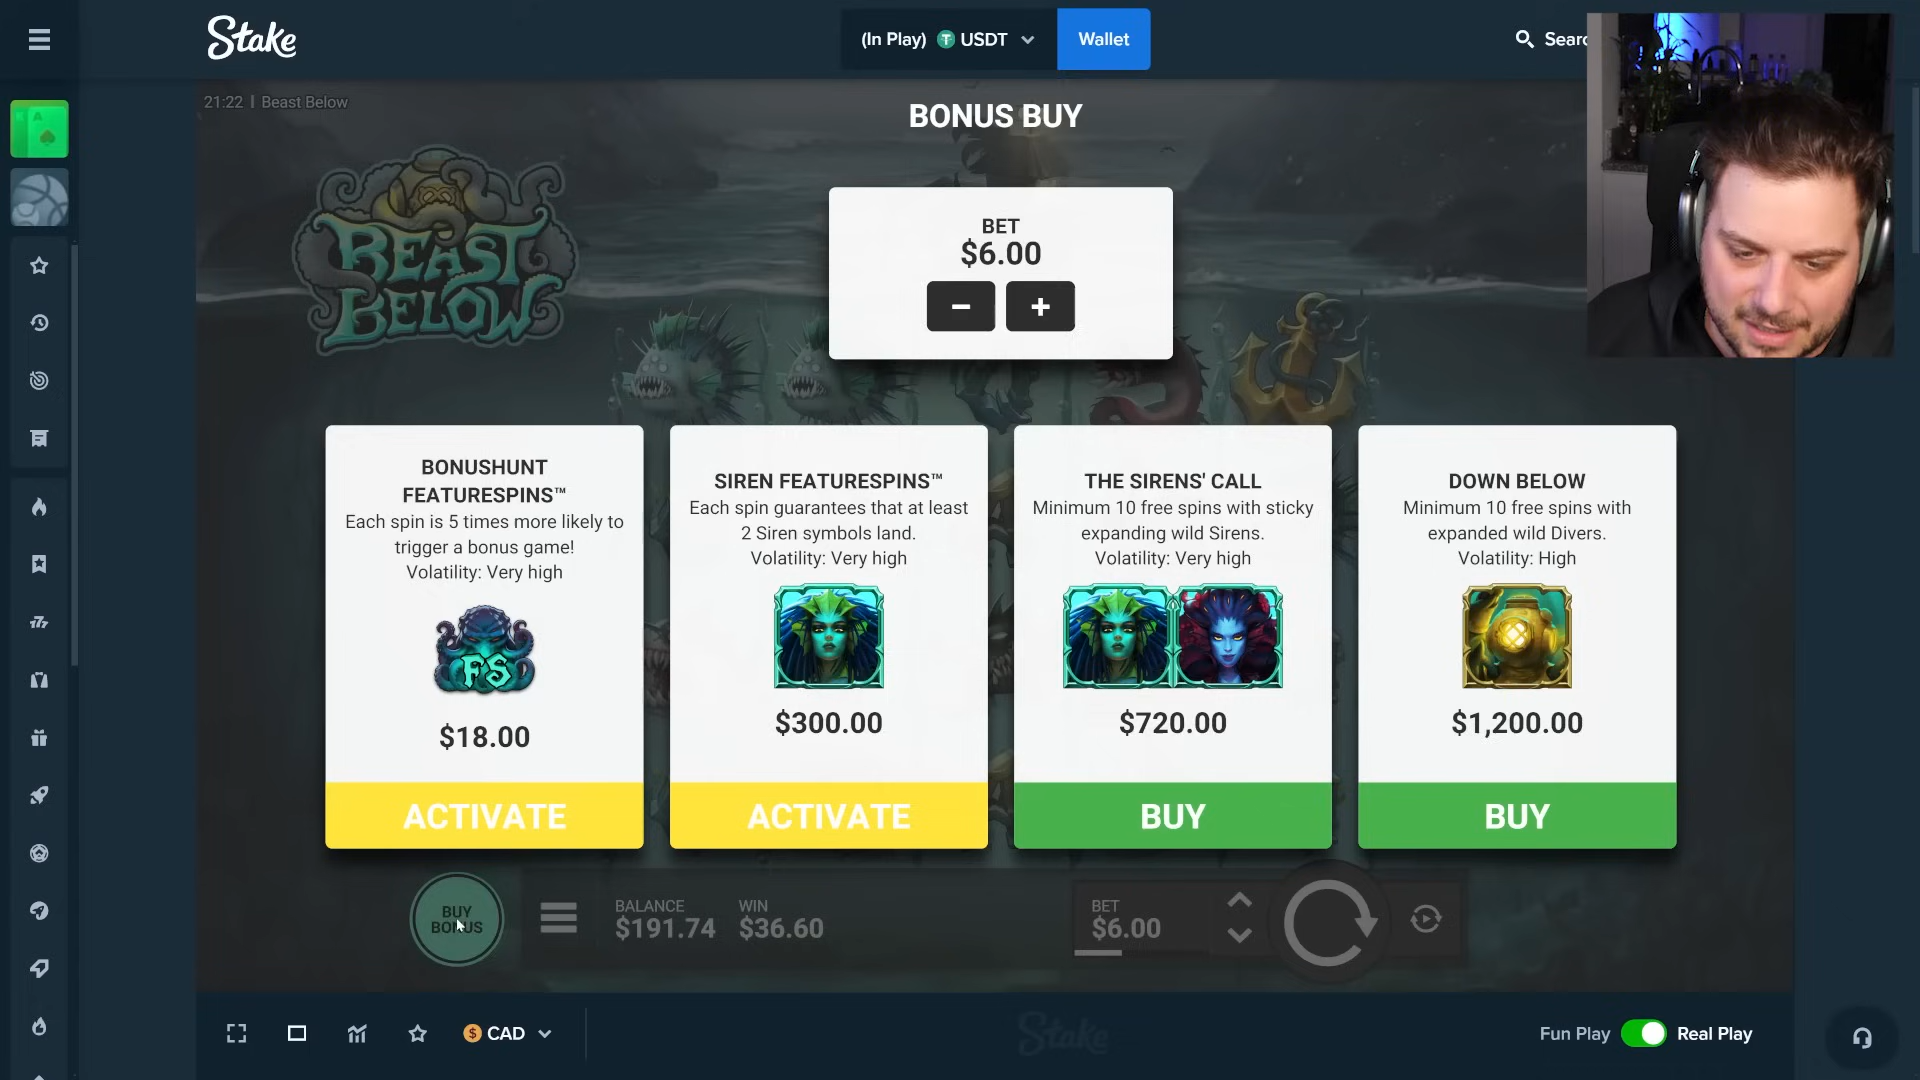 Stake
(In Play) USDT
Wallet
21:22 | Beast Below
BONUS BUY
BEAST
BELOW
BET
$6.00
−
+
BONUSHUNT
FEATURESPINS™
Each spin is 5 times more likely to
trigger a bonus game!
Volatility: Very high
FS
$18.00
ACTIVATE
SIREN FEATURESPINS™
Each spin guarantees that at least
2 Siren symbols land.
Volatility: Very high
$300.00
ACTIVATE
THE SIRENS' CALL
Minimum 10 free spins with sticky
expanding wild Sirens.
Volatility: Very high
$720.00
BUY
DOWN BELOW
Minimum 10 free spins with
expanded wild Divers.
Volatility: High
$1,200.00
BUY
BUY
BONUS
BALANCE
$191.74
WIN
$36.60
BET
$6.00
CAD
Stake
Fun Play
Real Play